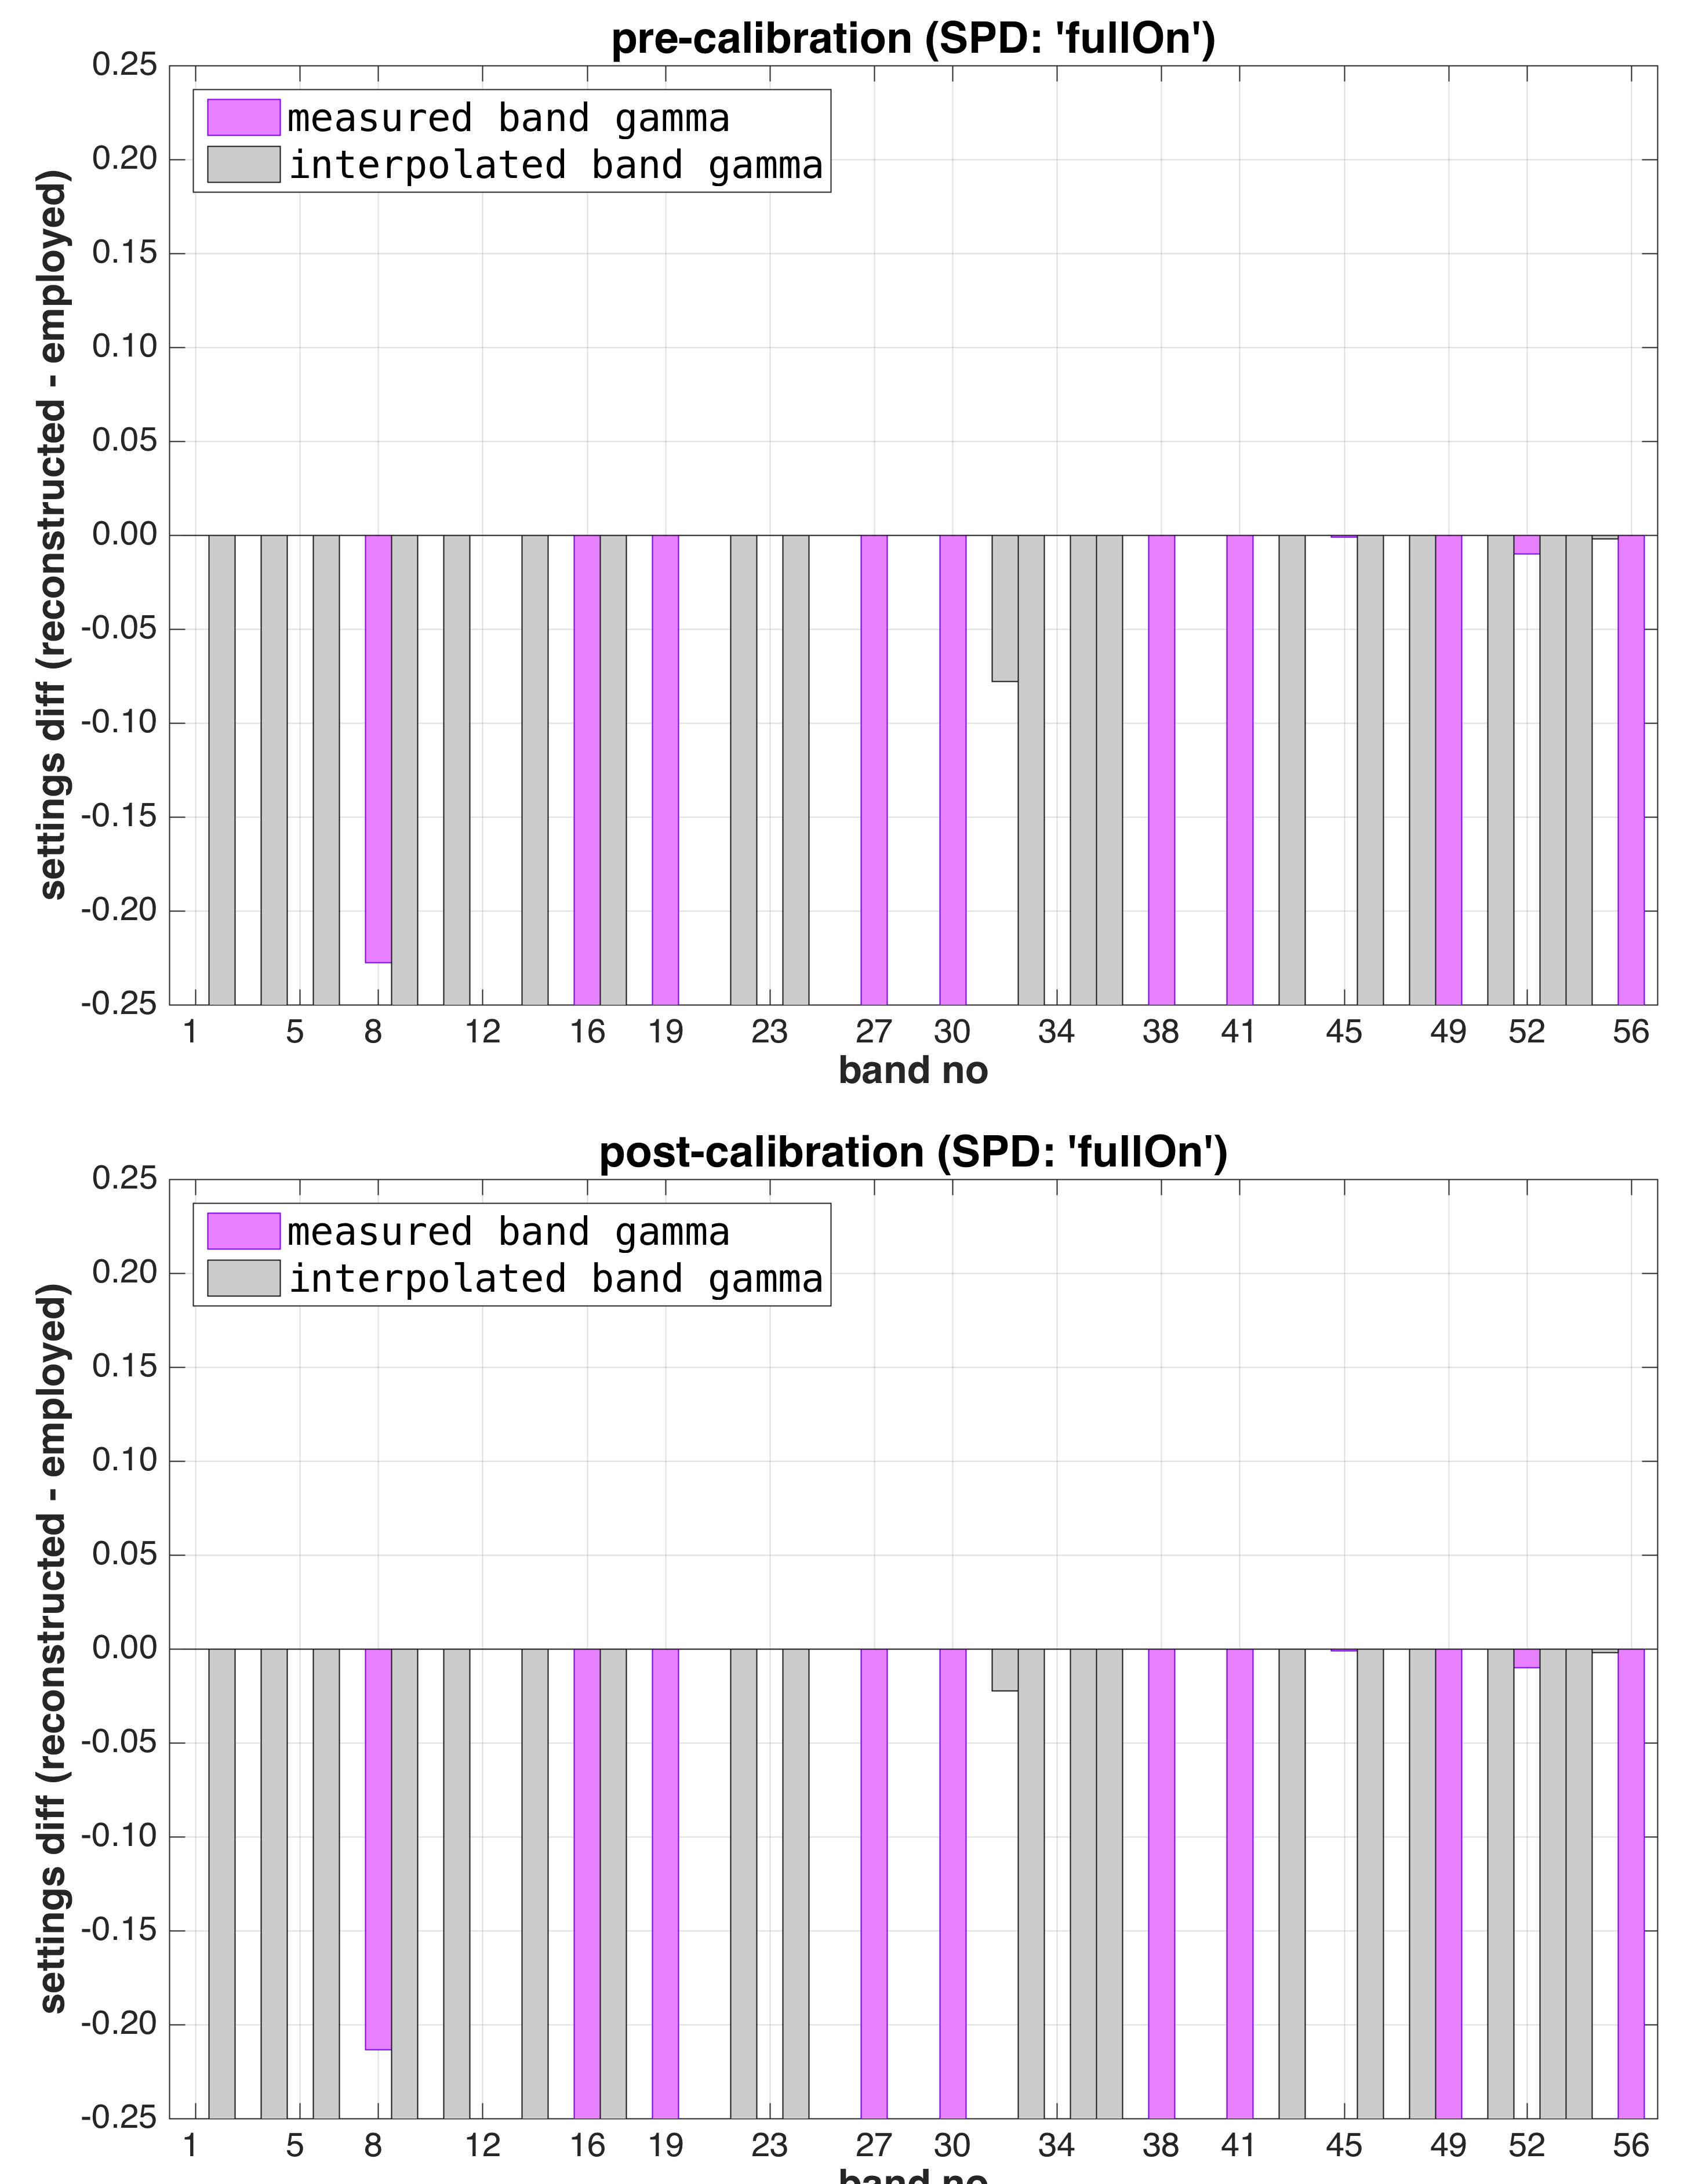 pre-calibration (SPD: 'fullOn')
0.25
measured band gamma
interpolated band gamma
0.20
0.15
0.10
0.05
0.00
-0.05
-0.10
-0.15
-0.20
-0.25
settings diff (reconstructed - employed)
1 5 8 12 16 19 23 27 30 34 38 41 45 49 52 56
band no
post-calibration (SPD: 'fullOn')
0.25
measured band gamma
interpolated band gamma
0.20
0.15
0.10
0.05
0.00
-0.05
-0.10
-0.15
-0.20
-0.25
settings diff (reconstructed - employed)
1 5 8 12 16 19 23 27 30 34 38 41 45 49 52 56
band no